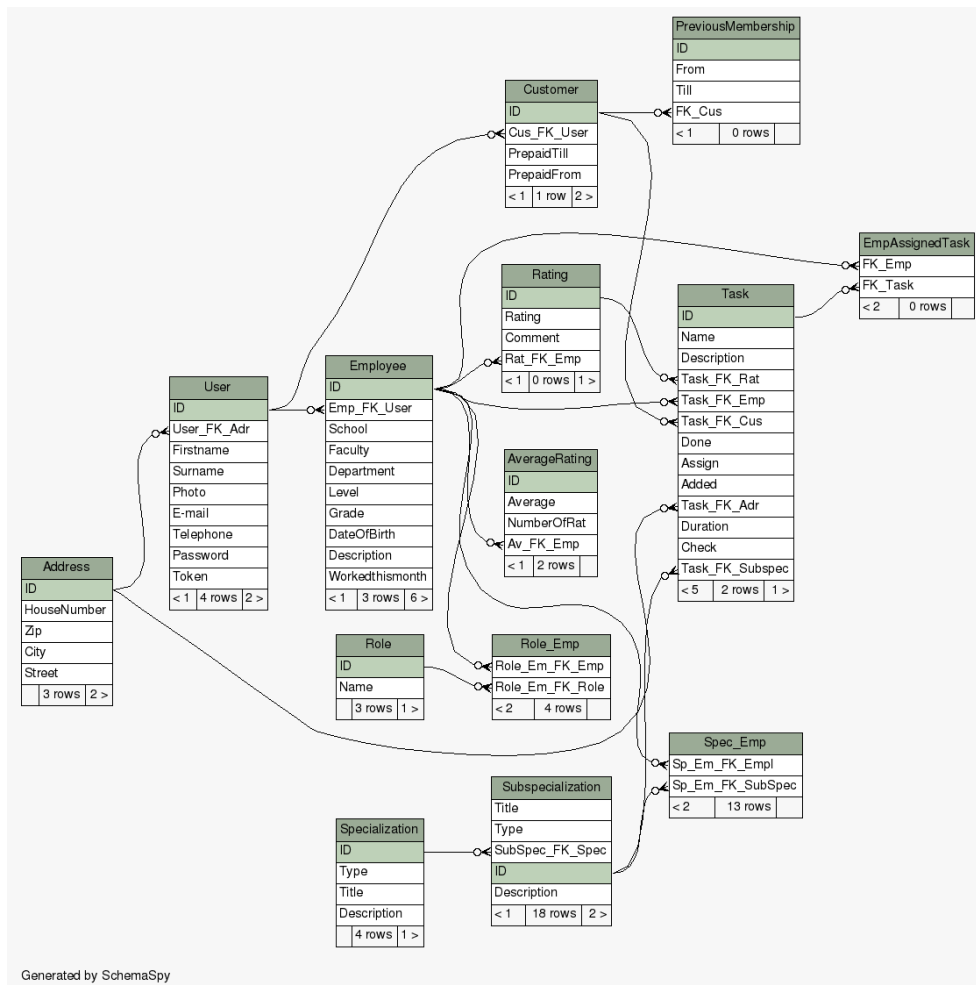 PreviousMembership
ID
From
Till
FK_Cus
< 1 0 rows
Customer
ID
Cus_FK_User
PrepaidTill
PrepaidFrom
< 1 1 row 2 >
EmpAssignedTask
FK_Emp
FK_Task
< 2 0 rows
Rating
ID
Rating
Comment
Rat_FK_Emp
< 1 0 rows 1 >
Task
ID
Name
Description
Task_FK_Rat
Task_FK_Emp
Task_FK_Cus
Done
Assign
Added
Task_FK_Adr
Duration
Check
Task_FK_Subspec
< 5 2 rows 1 >
Employee
ID
Emp_FK_User
School
Faculty
Department
Level
Grade
DateOfBirth
Description
Workedthismonth
< 1 3 rows 6 >
User
ID
User_FK_Adr
Firstname
Surname
Photo
E-mail
Telephone
Password
Token
< 1 4 rows 2 >
AverageRating
ID
Average
NumberOfRat
Av_FK_Emp
< 1 2 rows
Address
ID
HouseNumber
Zip
City
Street
3 rows 2 >
Role
ID
Name
3 rows 1 >
Role_Emp
Role_Em_FK_Emp
Role_Em_FK_Role
< 2 4 rows
Spec_Emp
Sp_Em_FK_Empl
Sp_Em_FK_SubSpec
< 2 13 rows
Subspecialization
Title
Type
SubSpec_FK_Spec
ID
Description
< 1 18 rows 2 >
Specialization
ID
Type
Title
Description
4 rows 1 >
Generated by SchemaSpy